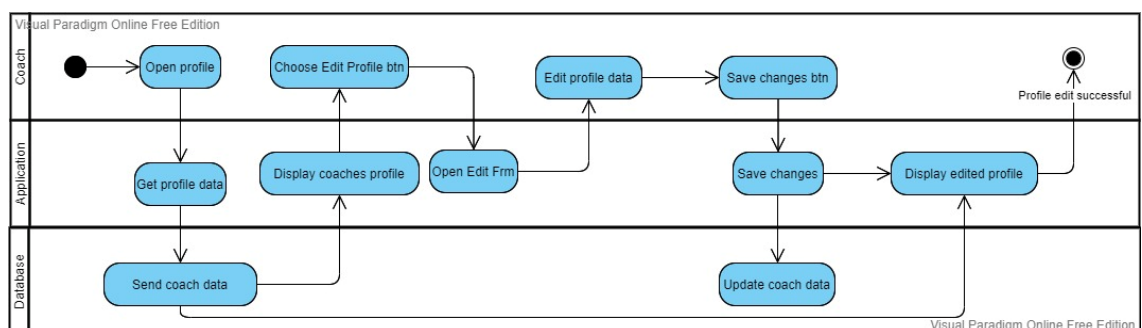 Visual Paradigm Online Free Edition
Coach
Open profile
Choose Edit Profile btn
Edit profile data
Save changes btn
Profile edit successful
Application
Get profile data
Display coaches profile
Open Edit Frm
Save changes
Display edited profile
Database
Send coach data
Update coach data
Visual Paradigm Online Free Edition